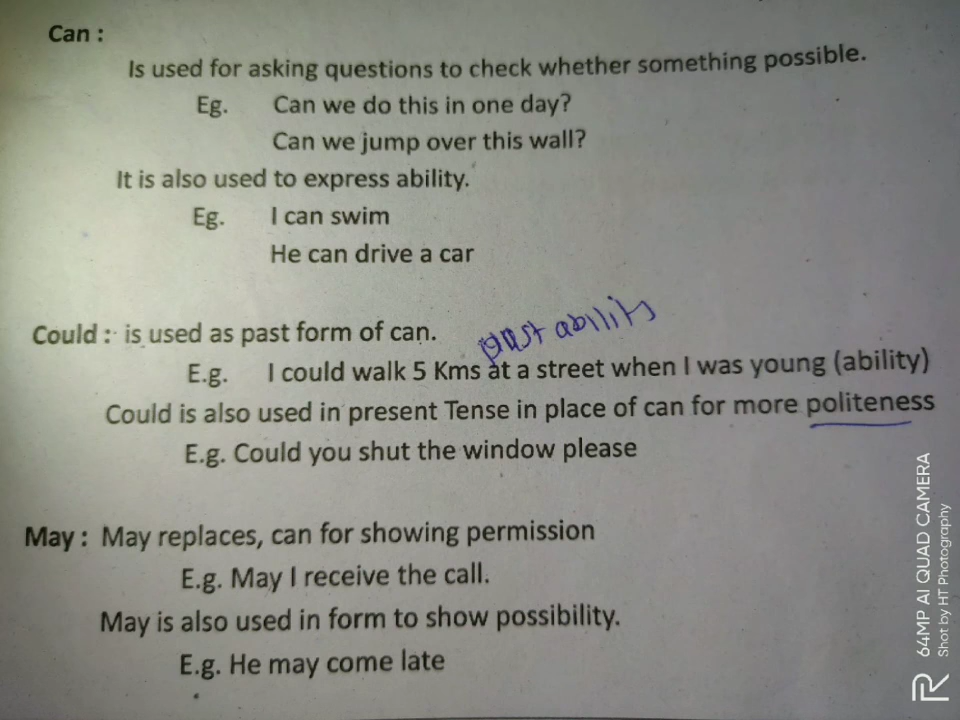 Can :
Is used for asking questions to check whether something possible.
Eg. Can we do this in one day?
Can we jump over this wall?
It is also used to express ability.
Eg. I can swim
He can drive a car
Could : is used as past form of can.
past ability
E.g. I could walk 5 Kms at a street when I was young (ability)
Could is also used in present Tense in place of can for more politeness
E.g. Could you shut the window please
May : May replaces, can for showing permission
E.g. May I receive the call.
May is also used in form to show possibility.
E.g. He may come late
64MP AI QUAD CAMERA
Shot by HT Photography